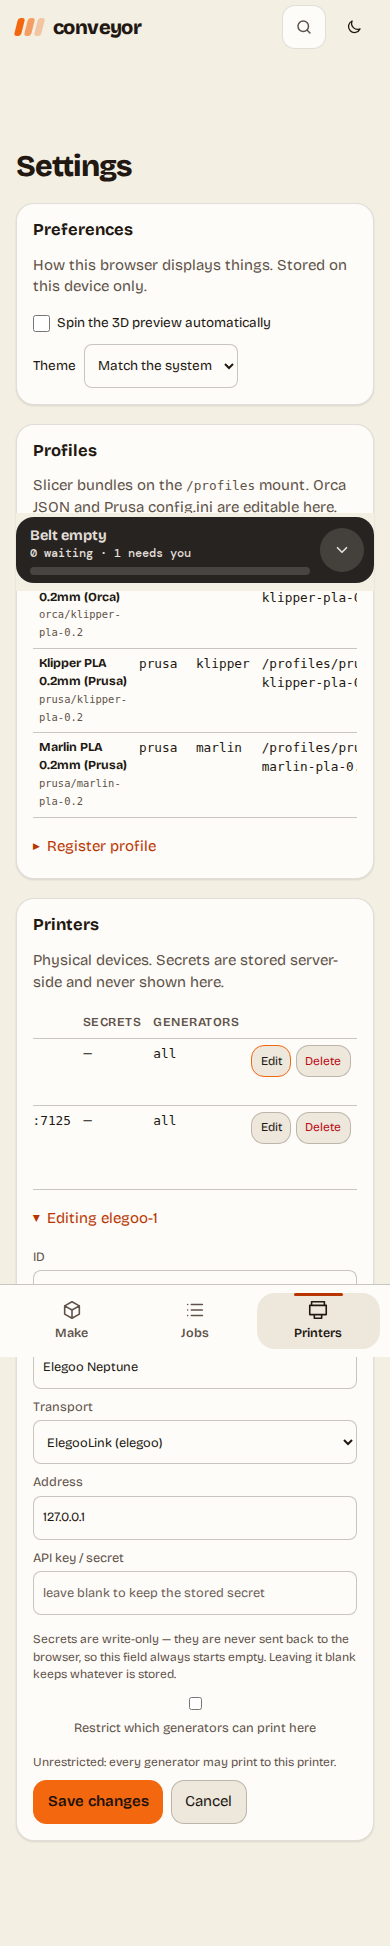 conveyor
Settings
Preferences
How this browser displays things. Stored on
this device only.
Spin the 3D preview automatically
Theme Match the system
Profiles
Slicer bundles on the /profiles mount. Orca
JSON and Prusa config.ini are editable here.
Belt empty
0 waiting · 1 needs you
0.2mm (Orca) klipper-pla-0
orca/klipper-
pla-0.2
Klipper PLA prusa klipper /profiles/pru
0.2mm (Prusa) klipper-pla-0
prusa/klipper-
pla-0.2
Marlin PLA prusa marlin /profiles/pru
0.2mm (Prusa) marlin-pla-0.
prusa/marlin-
pla-0.2
▸ Register profile
Printers
Physical devices. Secrets are stored server-
side and never shown here.
SECRETS GENERATORS
— all Edit Delete
:7125 — all Edit Delete
▾ Editing elegoo-1
ID
Make Jobs Printers
Elegoo Neptune
Transport
ElegooLink (elegoo)
Address
127.0.0.1
API key / secret
leave blank to keep the stored secret
Secrets are write-only — they are never sent back to the
browser, so this field always starts empty. Leaving it blank
keeps whatever is stored.
Restrict which generators can print here
Unrestricted: every generator may print to this printer.
Save changes Cancel